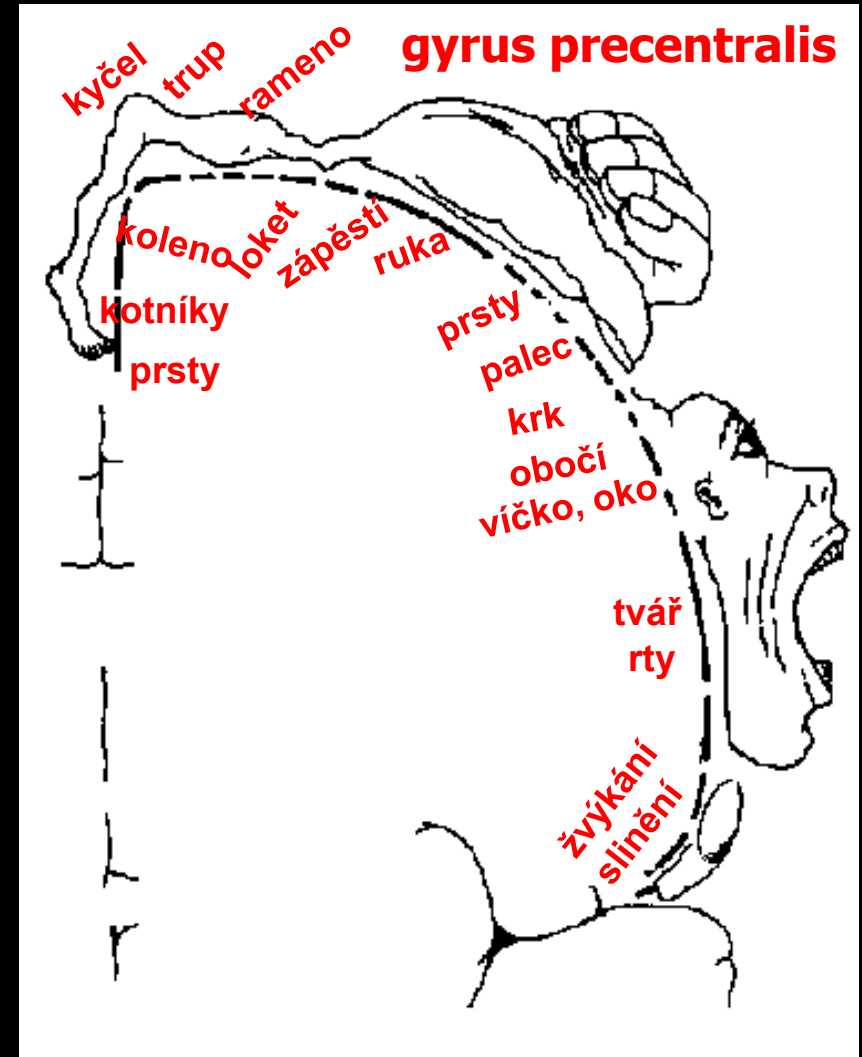 gyrus precentralis
kyčel
trup
rameno
koleno
loket
zápěstí
ruka
kotníky
prsty
prsty
palec
krk
obočí
víčko, oko
tvář
rty
žvýkání
slinění